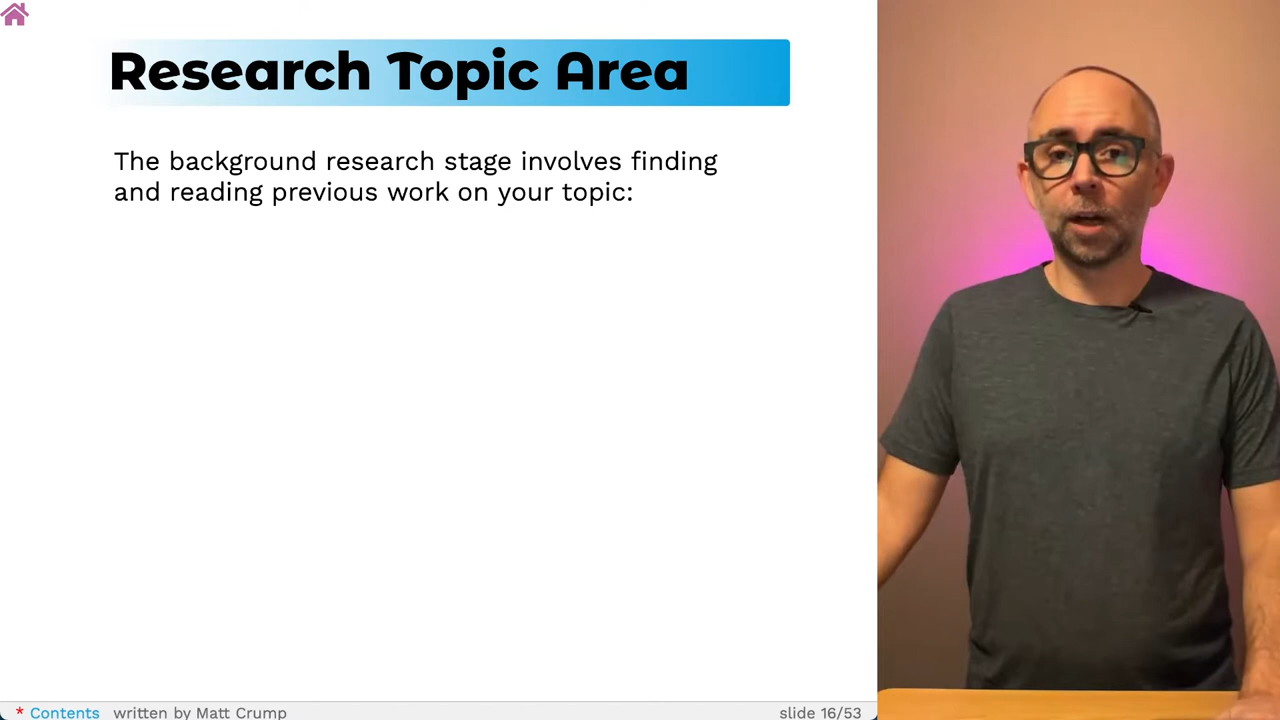 Research Topic Area
The background research stage involves finding
and reading previous work on your topic:
* Contents written by Matt Crump slide 16/53